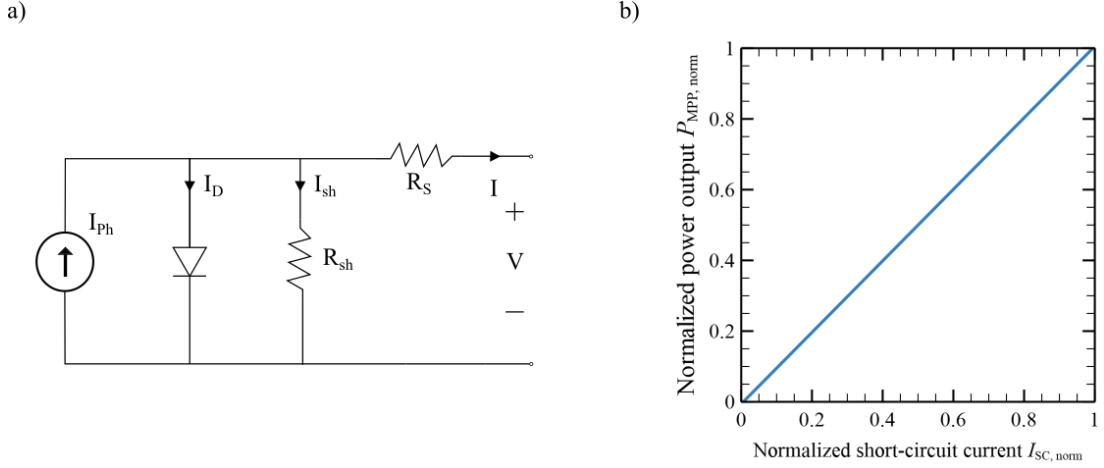 a)
I_Ph
I_D
I_sh
R_sh
R_S
I
+
V
−
b)
Normalized power output P_MPP, norm
1
0.8
0.6
0.4
0.2
0
0 0.2 0.4 0.6 0.8 1
Normalized short-circuit current I_SC, norm